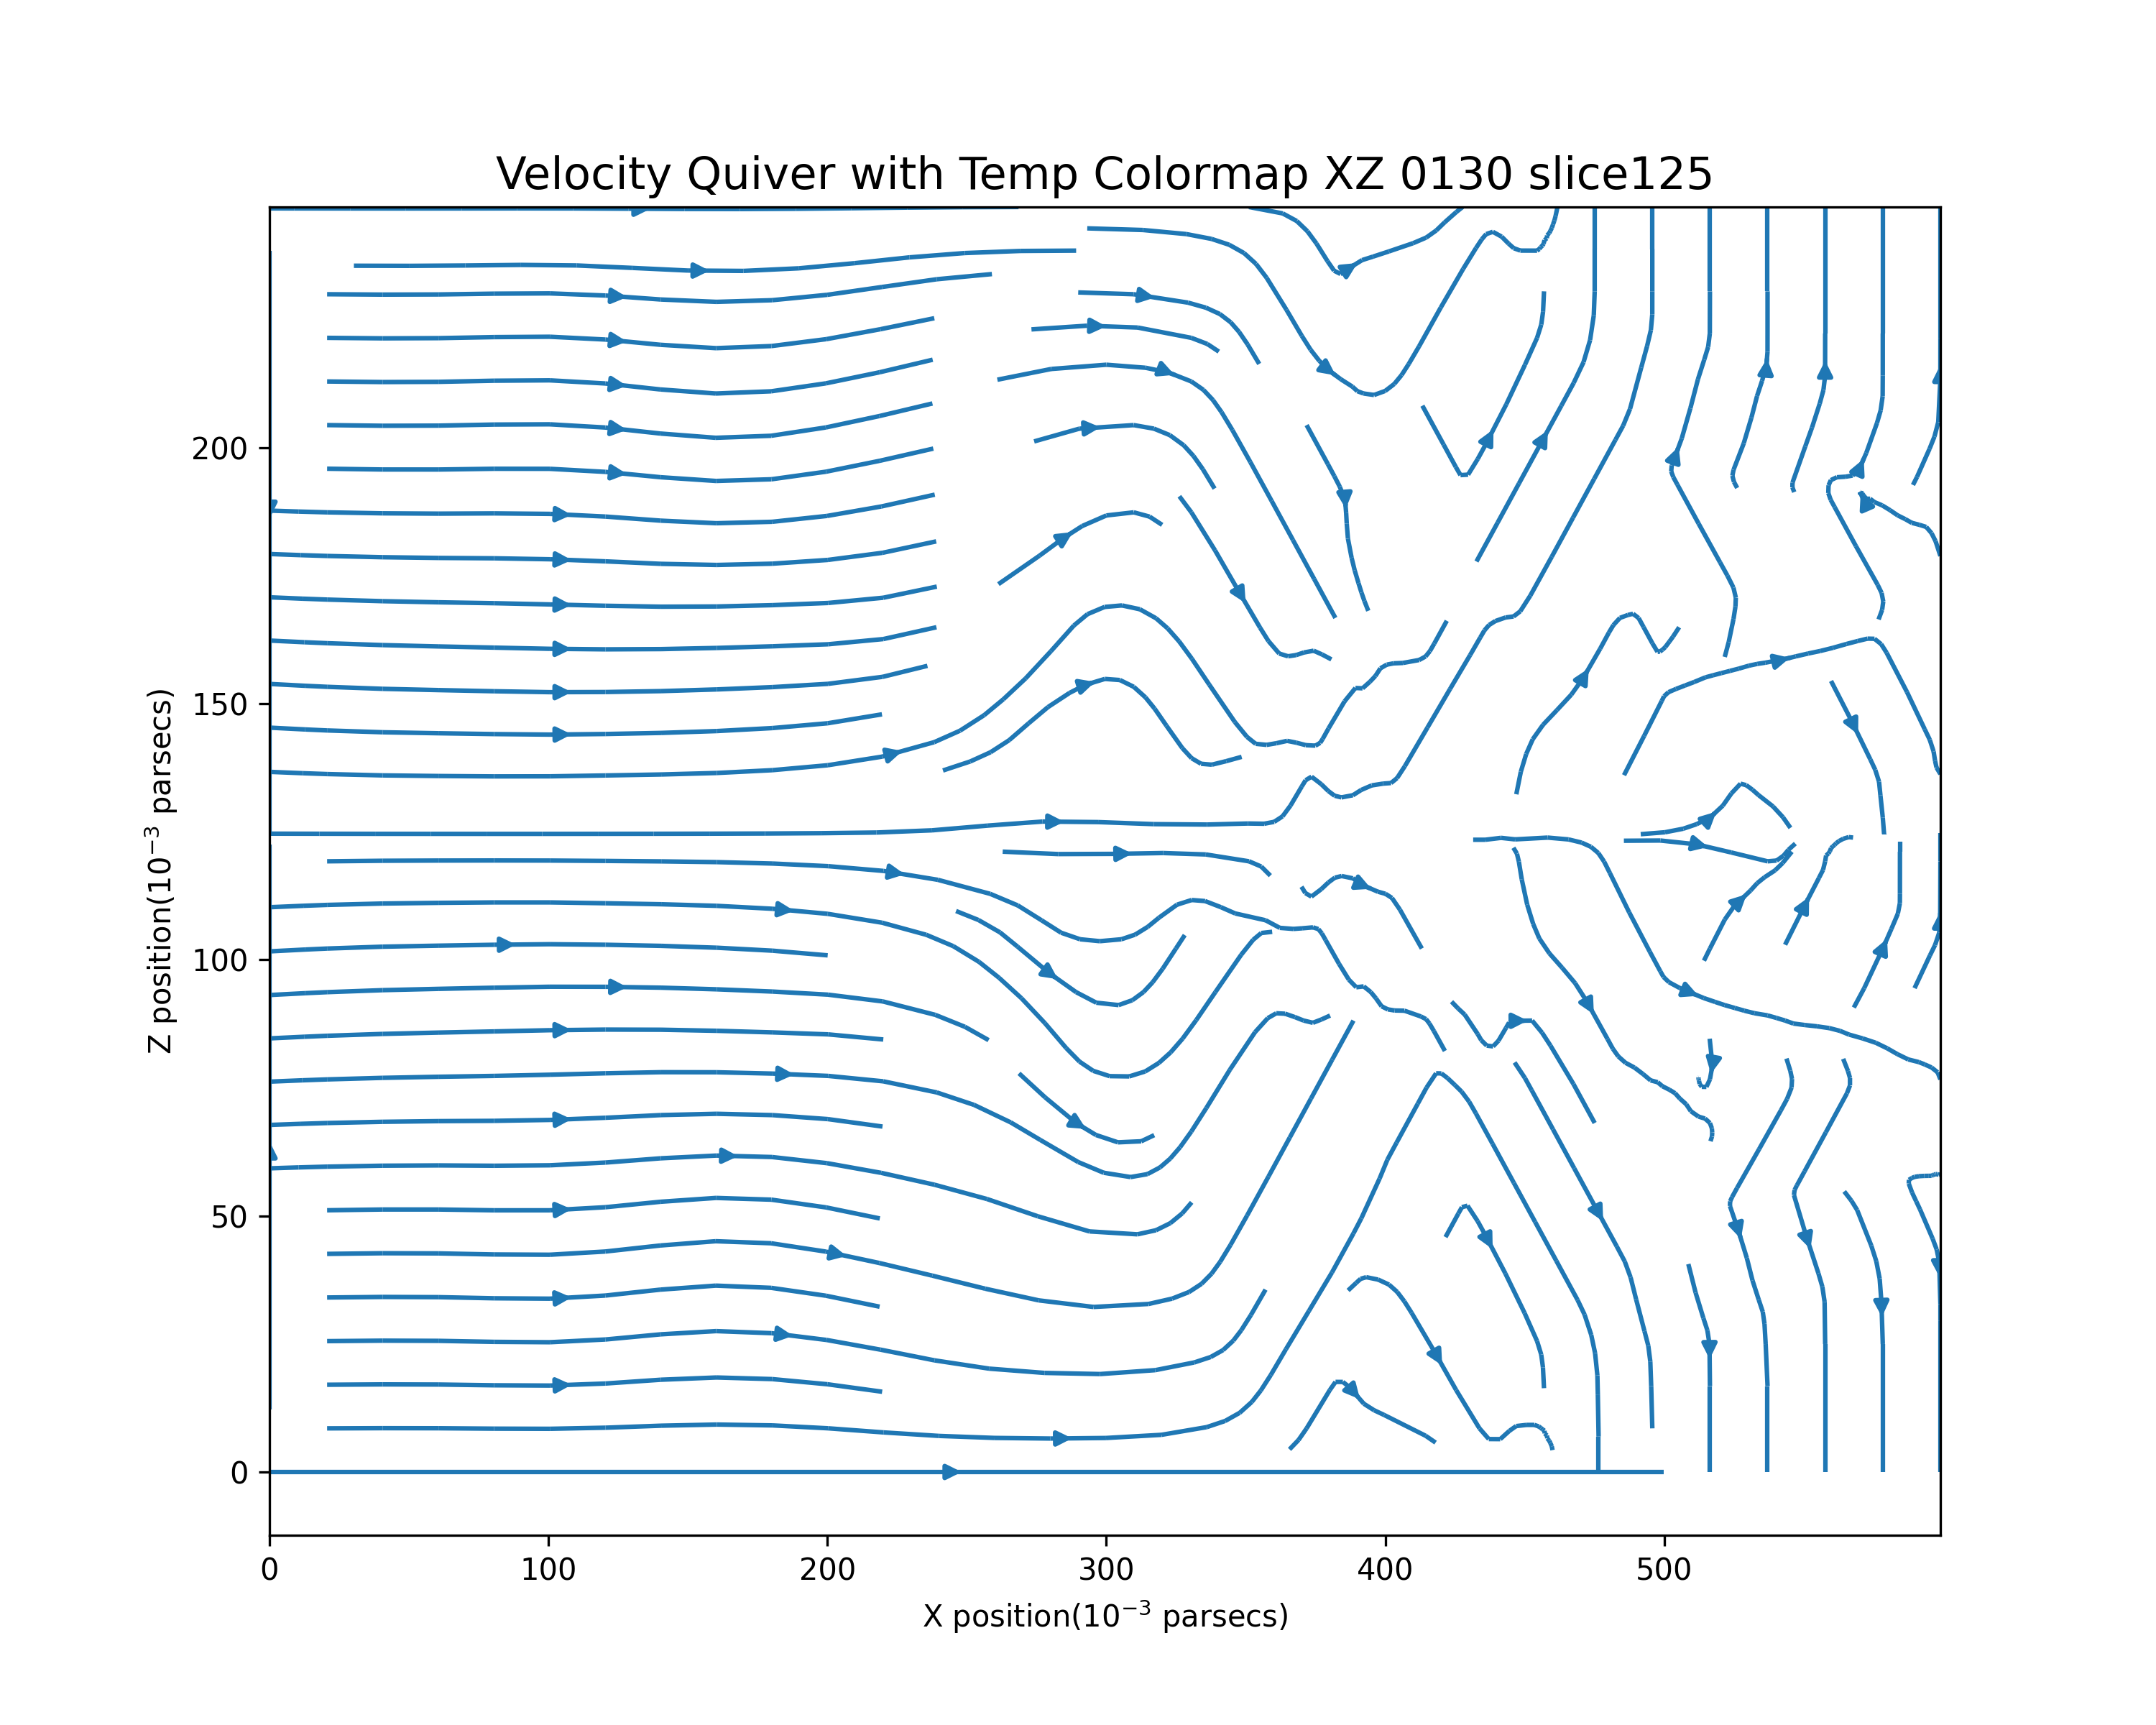 Velocity Quiver with Temp Colormap XZ 0130 slice125
Z position(10⁻³ parsecs)
200
150
100
50
0
0 100 200 300 400 500
X position(10⁻³ parsecs)